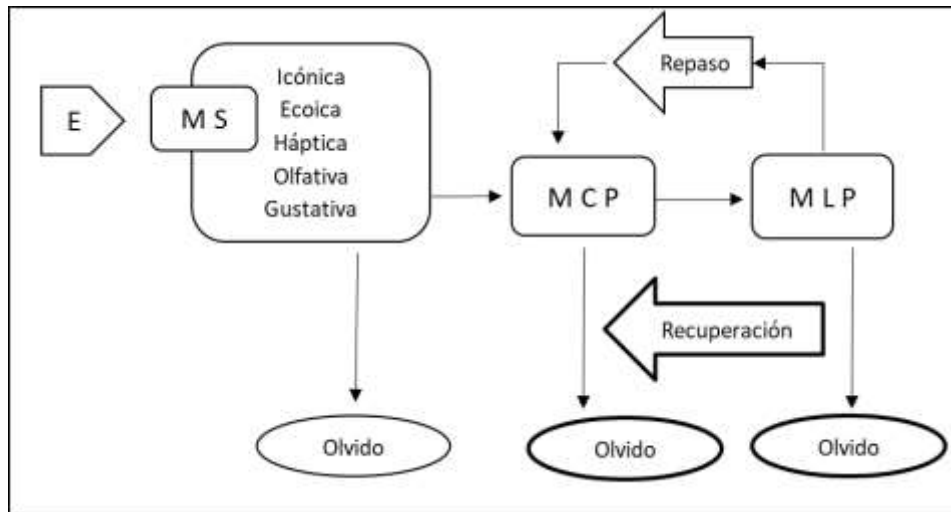 E
M S
Icónica
Ecoica
Háptica
Olfativa
Gustativa
Repaso
M C P
M L P
Recuperación
Olvido
Olvido
Olvido